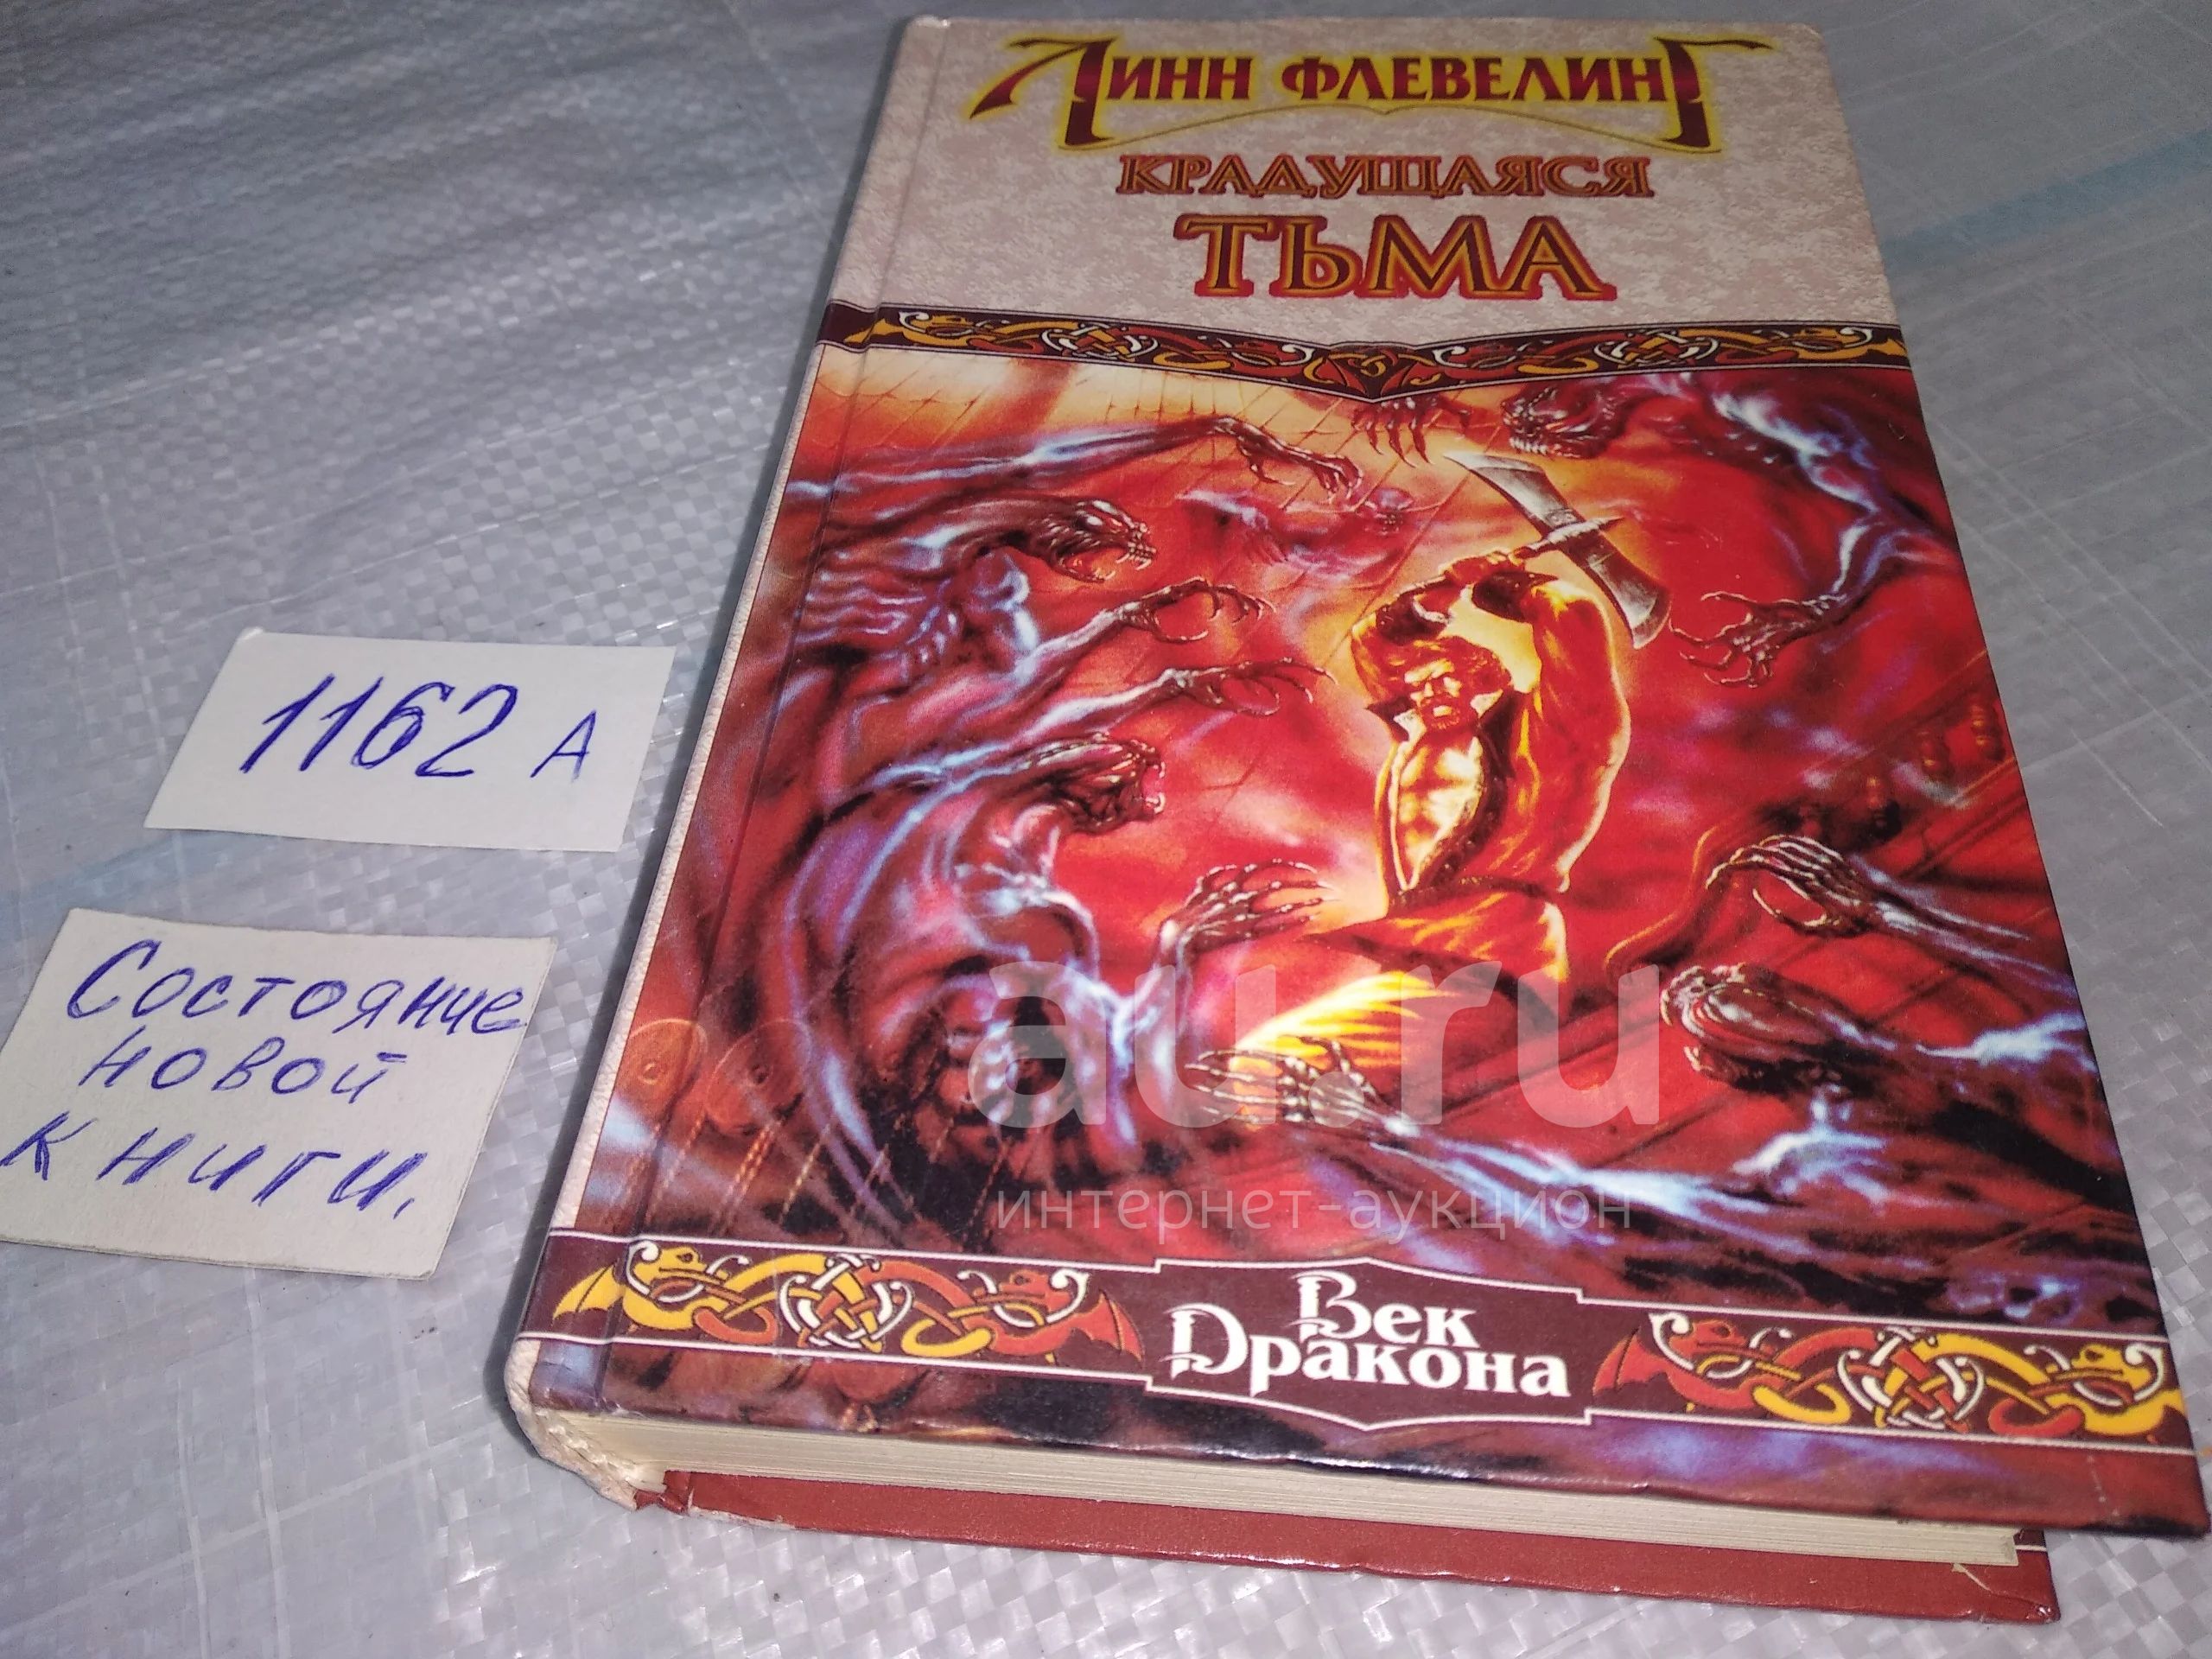 Линн Флевелинг
Крадущаяся
Тьма
1162 А
Состояние
новой
книги.
au.ru
интернет-аукцион
Век
Дракона